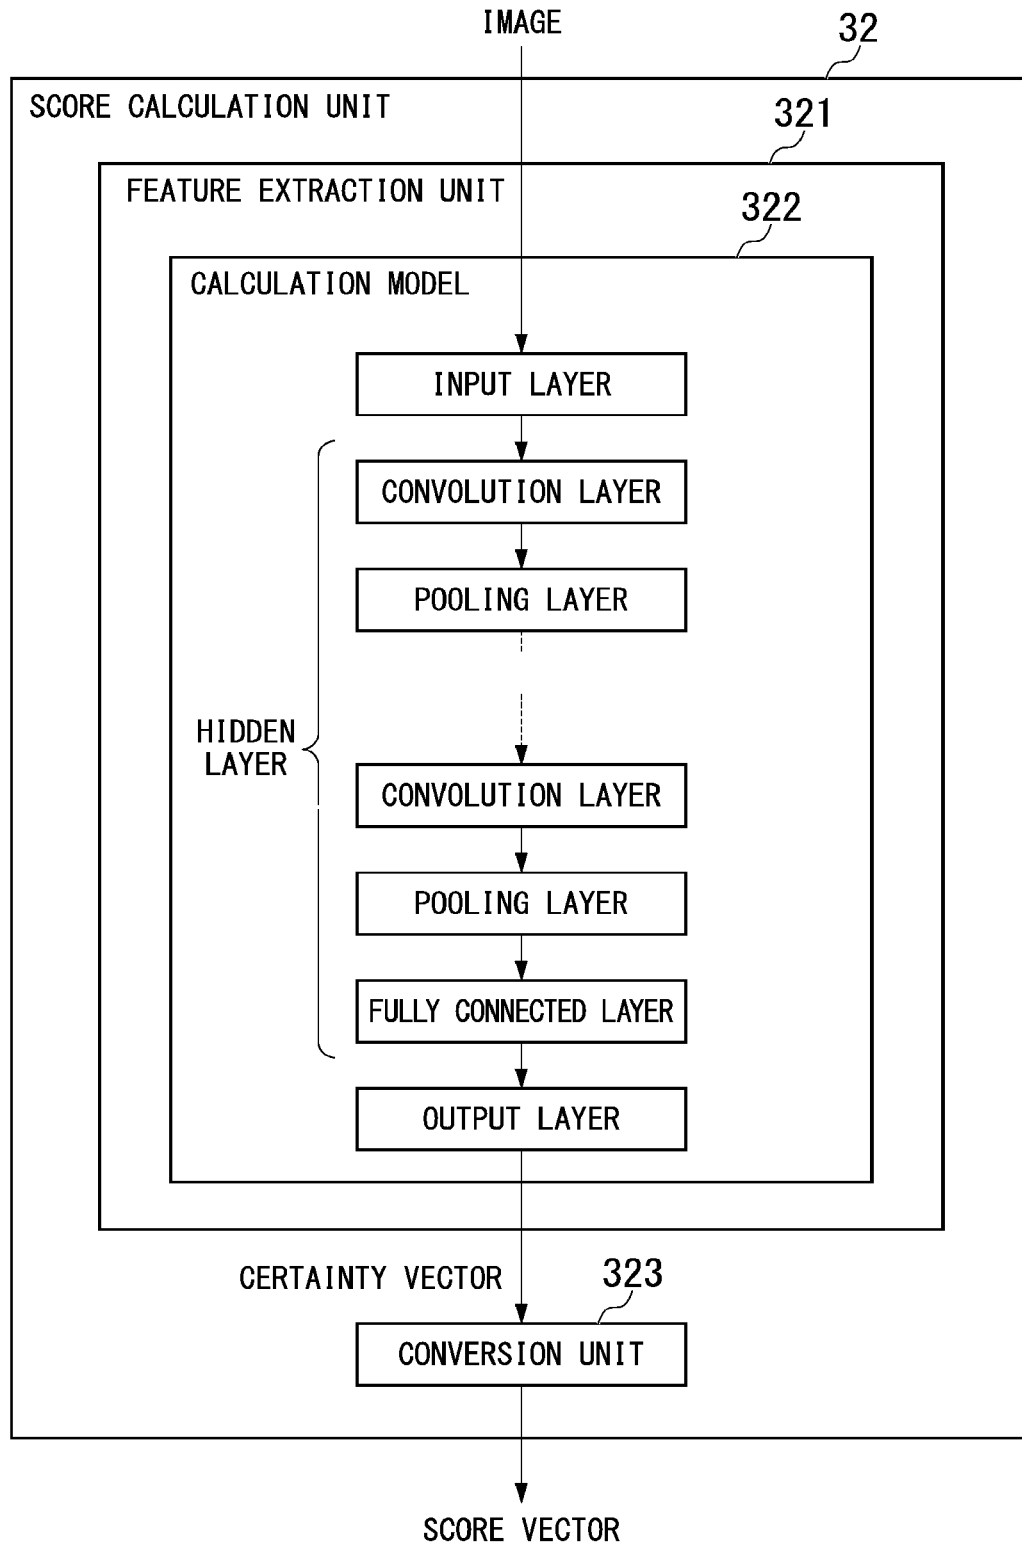 IMAGE
32
SCORE CALCULATION UNIT
321
FEATURE EXTRACTION UNIT
322
CALCULATION MODEL
INPUT LAYER
CONVOLUTION LAYER
POOLING LAYER
HIDDEN
LAYER
CONVOLUTION LAYER
POOLING LAYER
FULLY CONNECTED LAYER
OUTPUT LAYER
CERTAINTY VECTOR
323
CONVERSION UNIT
SCORE VECTOR